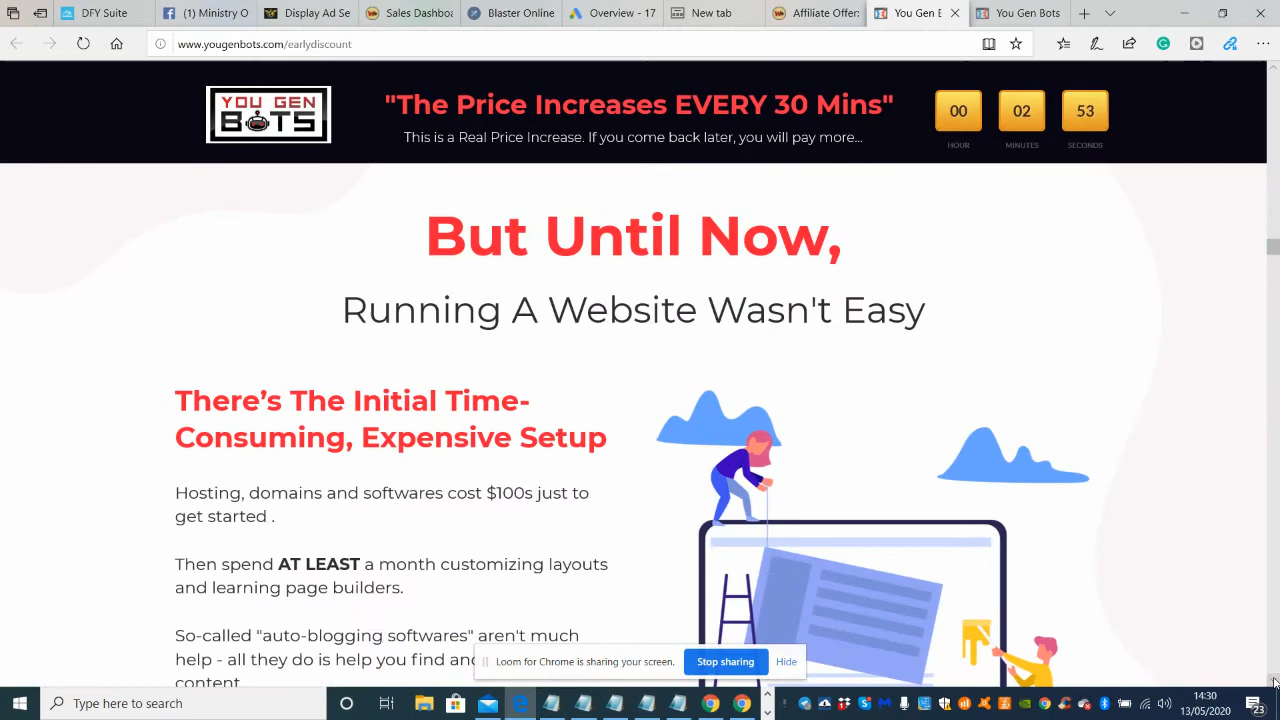 DFY Suite
[2] Immedia
Display Ad Se
Sales Dashbo
Blaster Online
Overview - 17
New tab
Affiliate Offer
You Gen B
You Gen Bots
www.yougenbots.com/earlydiscount
YOU GEN
BOTS
"The Price Increases EVERY 30 Mins"
This is a Real Price Increase. If you come back later, you will pay more...
00 02 53
HOUR MINUTES SECONDS
But Until Now,
Running A Website Wasn't Easy
There's The Initial Time-
Consuming, Expensive Setup
Hosting, domains and softwares cost $100s just to
get started .
Then spend AT LEAST a month customizing layouts
and learning page builders.
So-called "auto-blogging softwares" aren't much
help - all they do is help you find and
content
Loom for Chrome is sharing your screen.
Stop sharing
Hide
Type here to search
14:30
13/05/2020
23